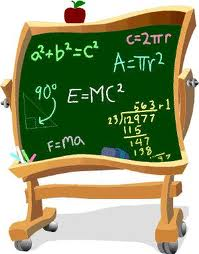 c=2πr
a²+b²=c²
A=πr²
90°
E=MC²
563 r1
23)12977
115
147
138
F=ma